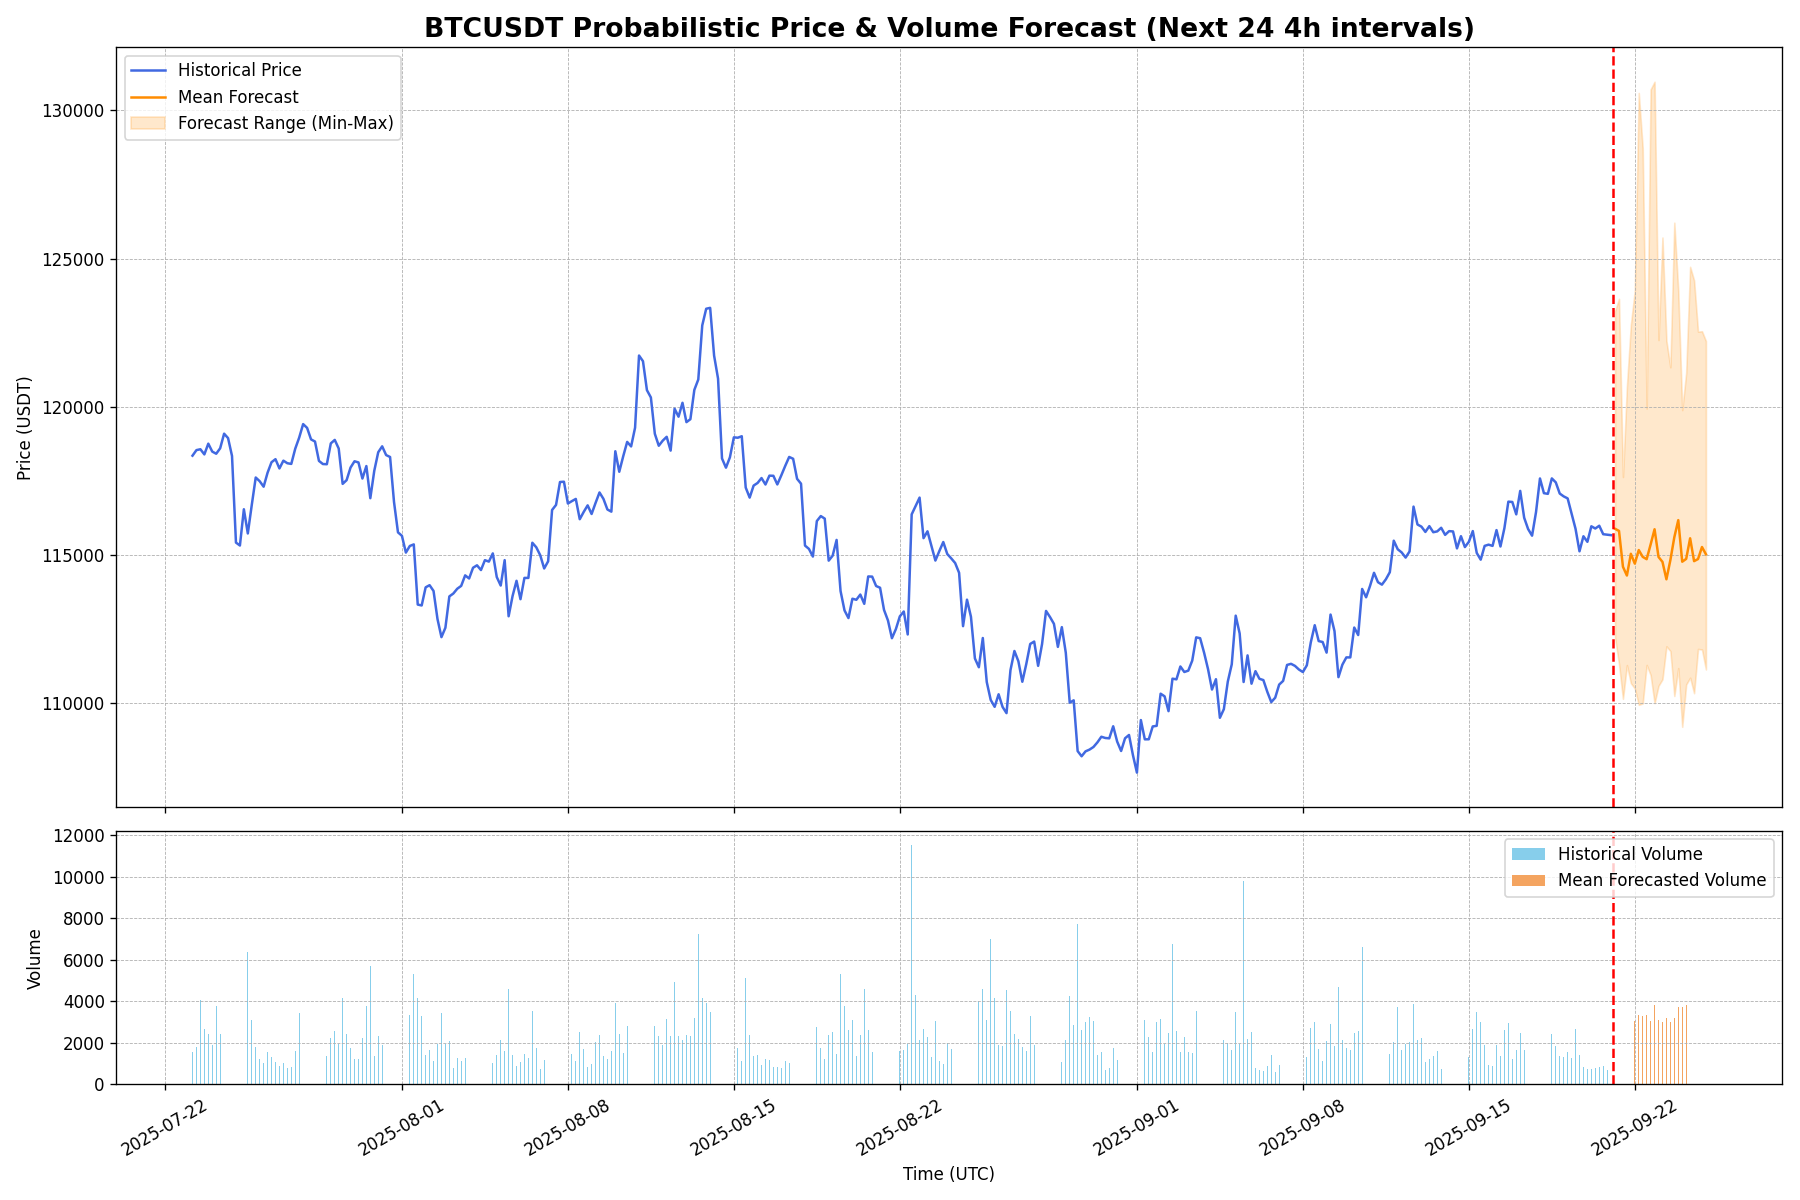 BTCUSDT Probabilistic Price & Volume Forecast (Next 24 4h intervals)
Historical Price
Mean Forecast
Forecast Range (Min-Max)
130000
125000
120000
115000
110000
Price (USDT)
12000
10000
8000
6000
4000
2000
0
Volume
Historical Volume
Mean Forecasted Volume
2025-07-22
2025-08-01
2025-08-08
2025-08-15
2025-08-22
2025-09-01
2025-09-08
2025-09-15
2025-09-22
Time (UTC)